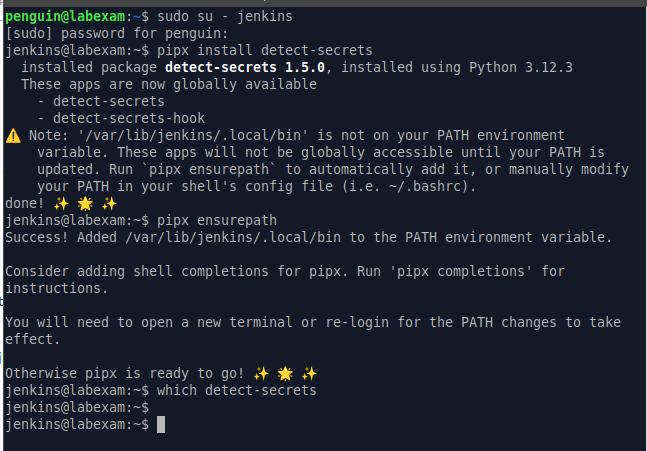 penguin@labexam:~$ sudo su - jenkins
[sudo] password for penguin:
jenkins@labexam:~$ pipx install detect-secrets
  installed package detect-secrets 1.5.0, installed using Python 3.12.3
  These apps are now globally available
    - detect-secrets
    - detect-secrets-hook
⚠️ Note: '/var/lib/jenkins/.local/bin' is not on your PATH environment
    variable. These apps will not be globally accessible until your PATH is
    updated. Run `pipx ensurepath` to automatically add it, or manually modify
    your PATH in your shell's config file (i.e. ~/.bashrc).
done! ✨ 🌟 ✨
jenkins@labexam:~$ pipx ensurepath
Success! Added /var/lib/jenkins/.local/bin to the PATH environment variable.

Consider adding shell completions for pipx. Run 'pipx completions' for
instructions.

You will need to open a new terminal or re-login for the PATH changes to take
effect.

Otherwise pipx is ready to go! ✨ 🌟 ✨
jenkins@labexam:~$ which detect-secrets
jenkins@labexam:~$
jenkins@labexam:~$